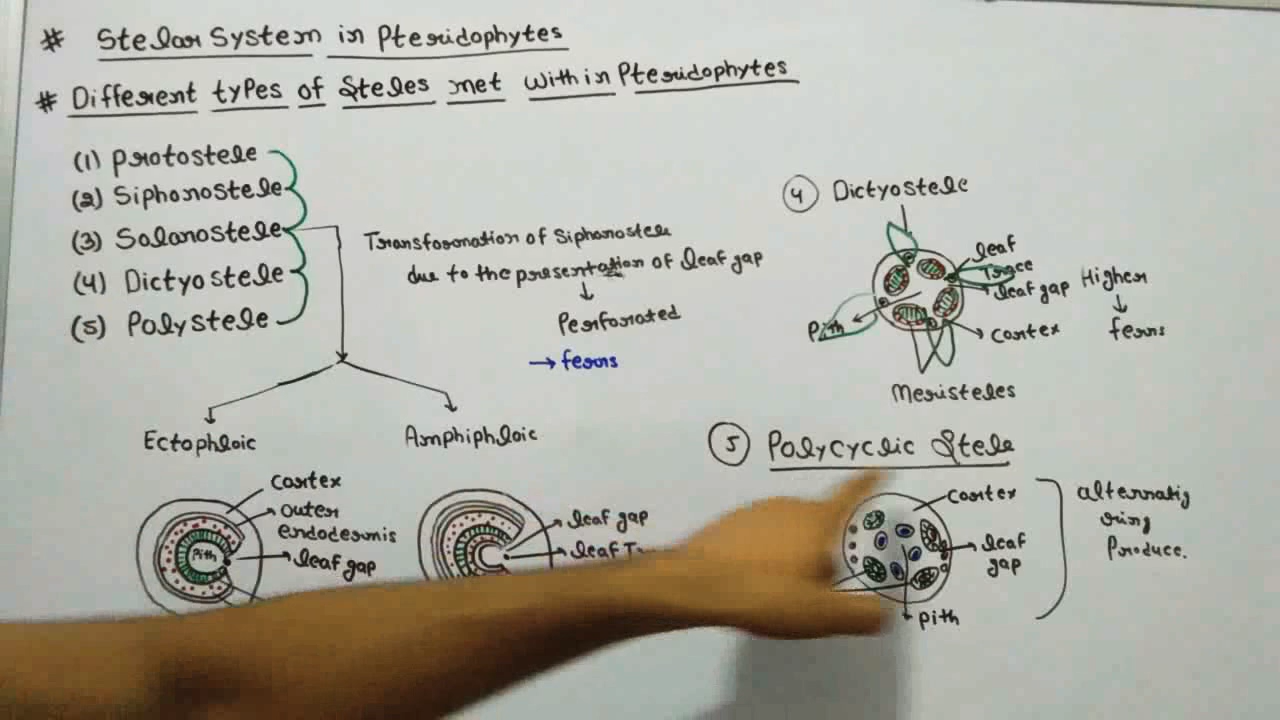 # Stelar System in Pteridophytes
# Different types of Steles met within Pteridophytes
(1) Protostele
(2) Siphonostele
(3) Solanostele
(4) Dictyostele
(5) Polystele
Transformation of Siphonostele
due to the presentation of leaf gap
Perforated
→ ferns
Ectophloic
Amphiphloic
Cortex
outer
endodermis
leaf gap
Pith
leaf gap
leaf
4 Dictyostele
leaf
Trace
leaf gap
Cortex
Pith
Meristeles
Higher
ferns
5 Polycyclic Stele
Cortex
leaf
gap
Pith
alternatig
ring
Produce.